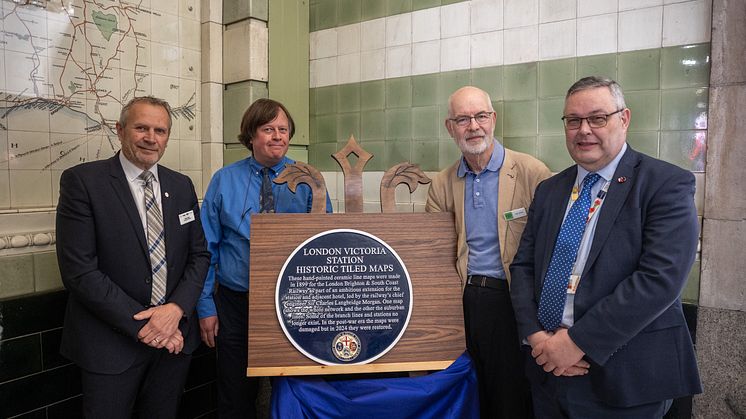 LONDON VICTORIA
STATION
HISTORIC TILED MAPS
These hand-painted ceramic line maps were made
in 1899 for the London Brighton & South Coast
Railway as part of an ambitious extension for the
station and adjacent hotel, led by the railway's chief
engineer Sir Charles Langbridge Morgan. One map
shows the whole network and the other the suburban
lines. Some of the branch lines and stations no
longer exist. In the post-war era the maps were
damaged but in 2024 they were restored.